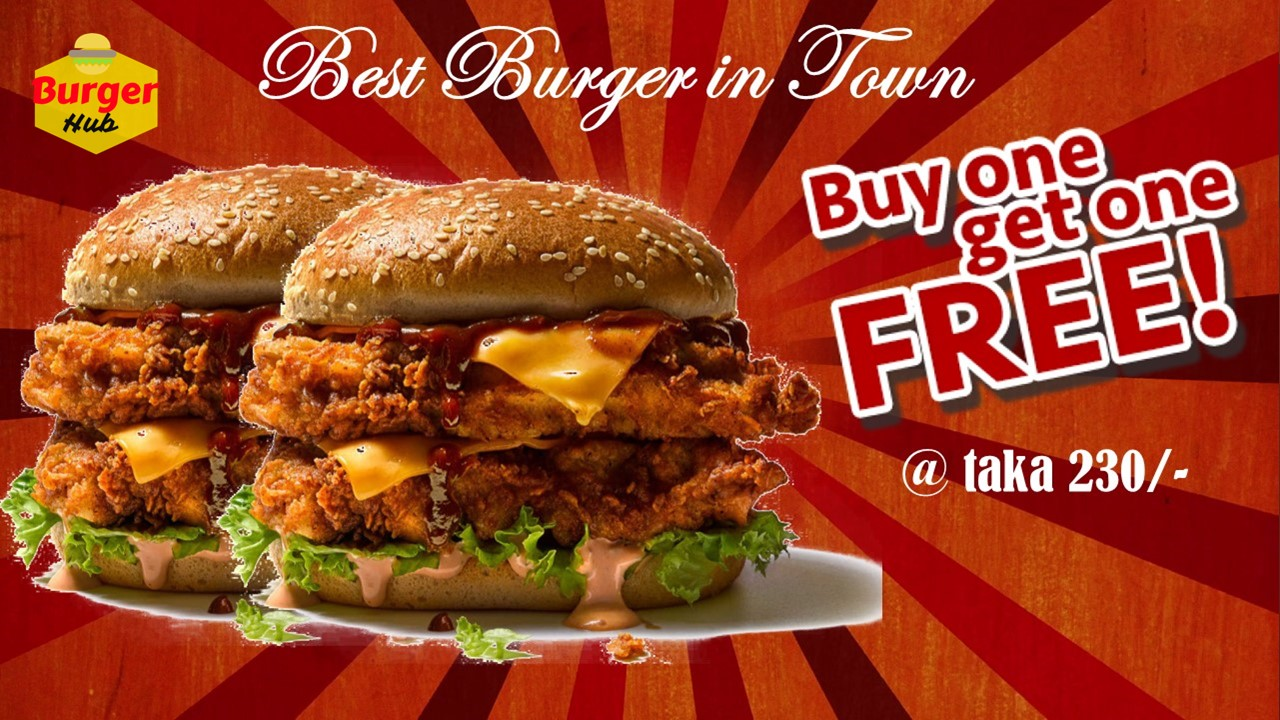 Best Burger in Town
Burger
Hub
Buy one
get one
FREE!
@ taka 230/-